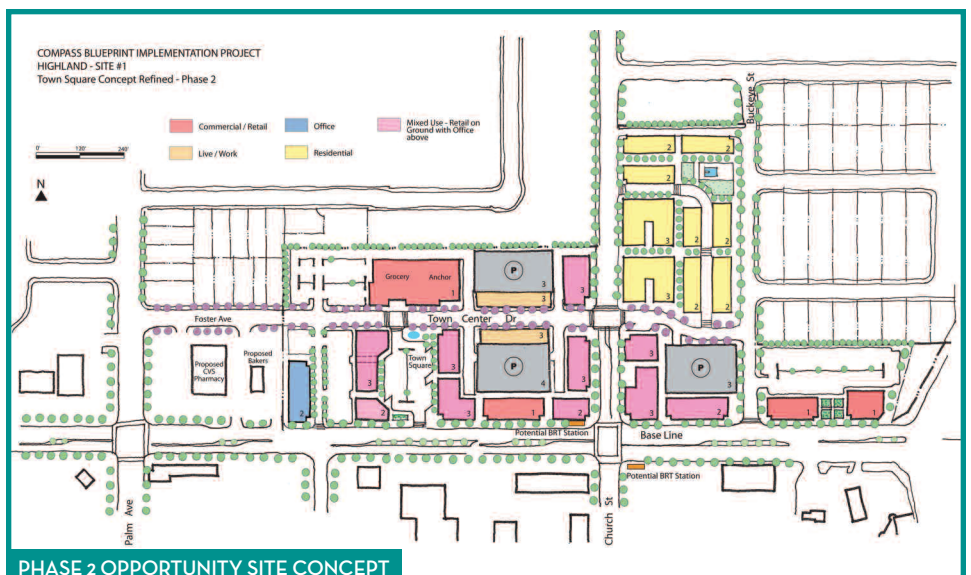 COMPASS BLUEPRINT IMPLEMENTATION PROJECT
HIGHLAND - SITE #1
Town Square Concept Refined - Phase 2
Commercial / Retail
Office
Mixed Use - Retail on
Ground with Office
above
Live / Work
Residential
0'
120'
240'
N
Buckeye St
2
2
2
3
2
2
3
2
2
Grocery
Anchor
1
P
3
3
3
Foster Ave
Town Center Dr
Proposed
CVS
Pharmacy
Proposed
Bakers
2
3
2
Town
Square
3
3
3
P
4
1
3
2
3
3
P
3
2
1
1
Potential BRT Station
Base Line
Potential BRT Station
Palm Ave
Church St
PHASE 2 OPPORTUNITY SITE CONCEPT